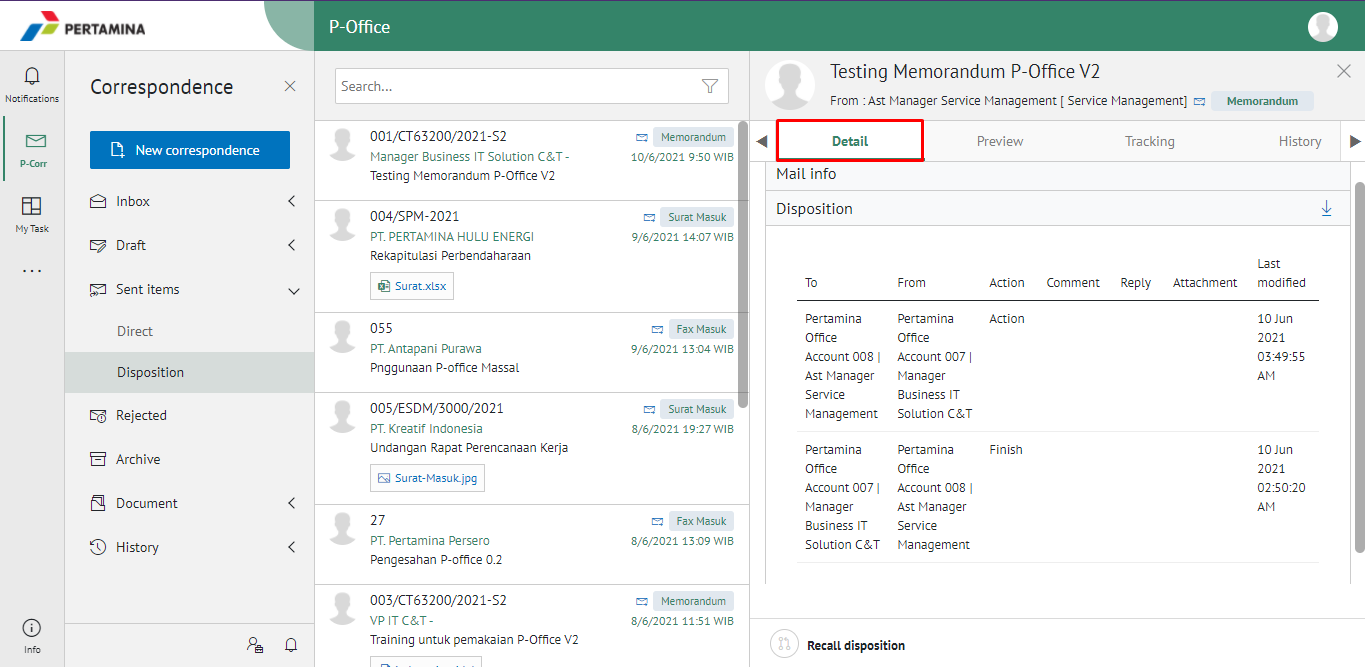 PERTAMINA
P-Office
Notifications
P-Corr
My Task
...
Info
Correspondence
New correspondence
Inbox
Draft
Sent items
Direct
Disposition
Rejected
Archive
Document
History
Search...
001/CT63200/2021-S2
Memorandum
Manager Business IT Solution C&T -
10/6/2021 9:50 WIB
Testing Memorandum P-Office V2
004/SPM-2021
Surat Masuk
PT. PERTAMINA HULU ENERGI
9/6/2021 14:07 WIB
Rekapitulasi Perbendaharaan
Surat.xlsx
055
Fax Masuk
PT. Antapani Purawa
9/6/2021 13:04 WIB
Pnggunaan P-office Massal
005/ESDM/3000/2021
Surat Masuk
PT. Kreatif Indonesia
8/6/2021 19:27 WIB
Undangan Rapat Perencanaan Kerja
Surat-Masuk.jpg
27
Fax Masuk
PT. Pertamina Persero
8/6/2021 13:09 WIB
Pengesahan P-office 0.2
003/CT63200/2021-S2
Memorandum
VP IT C&T -
8/6/2021 11:51 WIB
Training untuk pemakaian P-Office V2
Testing Memorandum P-Office V2
From : Ast Manager Service Management [ Service Management]
Memorandum
Detail
Preview
Tracking
History
Mail info
Disposition
To
From
Action
Comment
Reply
Attachment
Last
modified
Pertamina
Office
Account 008 |
Ast Manager
Service
Management
Pertamina
Office
Account 007 |
Manager
Business IT
Solution C&T
Action
10 Jun
2021
03:49:55
AM
Pertamina
Office
Account 007 |
Manager
Business IT
Solution C&T
Pertamina
Office
Account 008 |
Ast Manager
Service
Management
Finish
10 Jun
2021
02:50:20
AM
Recall disposition